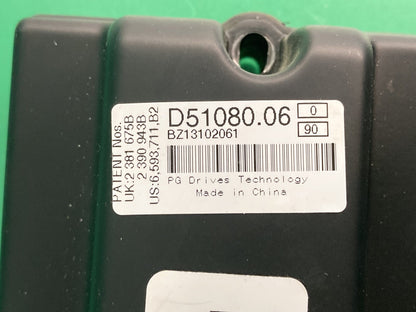 PATENT Nos.
UK:2 381 675B
2 390 943B
US:6,593,711,B2
D51080.06
0
90
BZ13102061
PG Drives Technology
Made in China